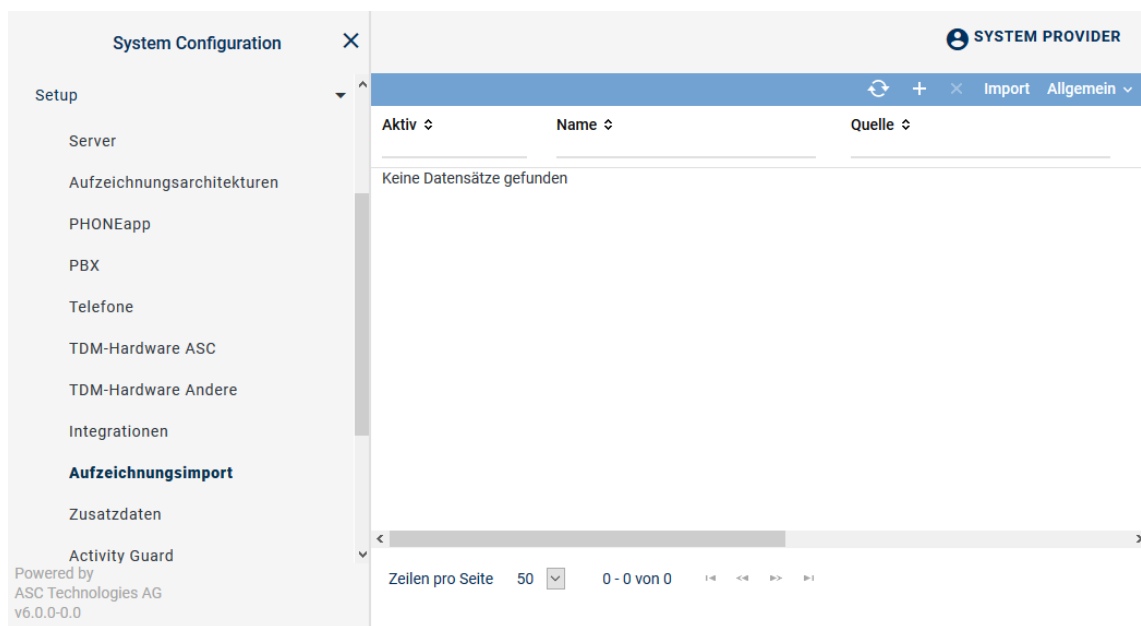 System Configuration
SYSTEM PROVIDER
Setup
Import Allgemein
Aktiv Name Quelle
Server
Aufzeichnungsarchitekturen
Keine Datensätze gefunden
PHONEapp
PBX
Telefone
TDM-Hardware ASC
TDM-Hardware Andere
Integrationen
Aufzeichnungsimport
Zusatzdaten
Activity Guard
Powered by
ASC Technologies AG
v6.0.0-0.0
Zeilen pro Seite 50 0 - 0 von 0